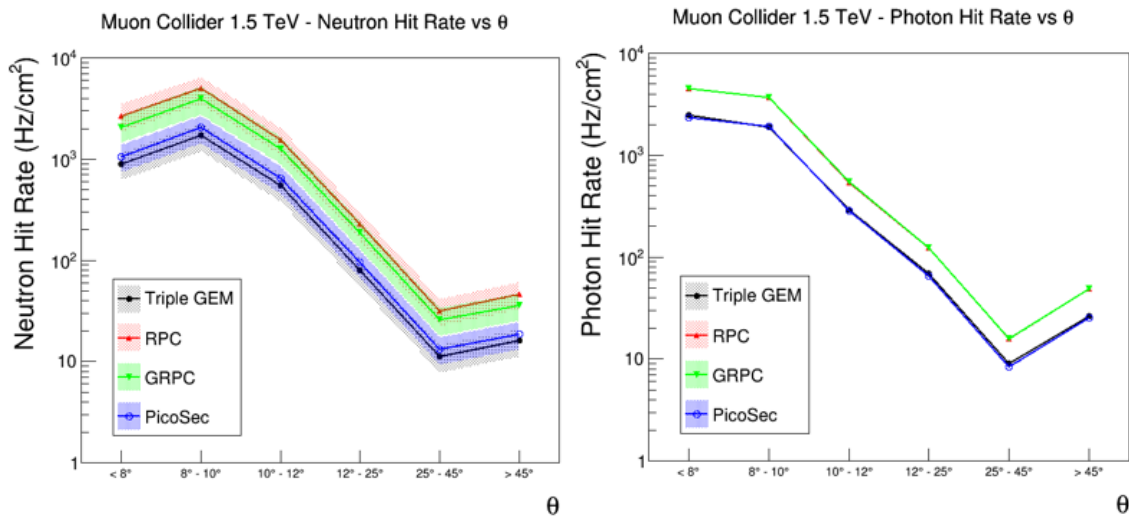 Muon Collider 1.5 TeV - Neutron Hit Rate vs θ
Neutron Hit Rate (Hz/cm²)
10⁴
10³
10²
10
1
Triple GEM
RPC
GRPC
PicoSec
< 8°
8° - 10°
10° - 12°
12° - 25°
25° - 45°
> 45°
θ
Muon Collider 1.5 TeV - Photon Hit Rate vs θ
Photon Hit Rate (Hz/cm²)
10⁴
10³
10²
10
1
Triple GEM
RPC
GRPC
PicoSec
< 8°
8° - 10°
10° - 12°
12° - 25°
25° - 45°
> 45°
θ